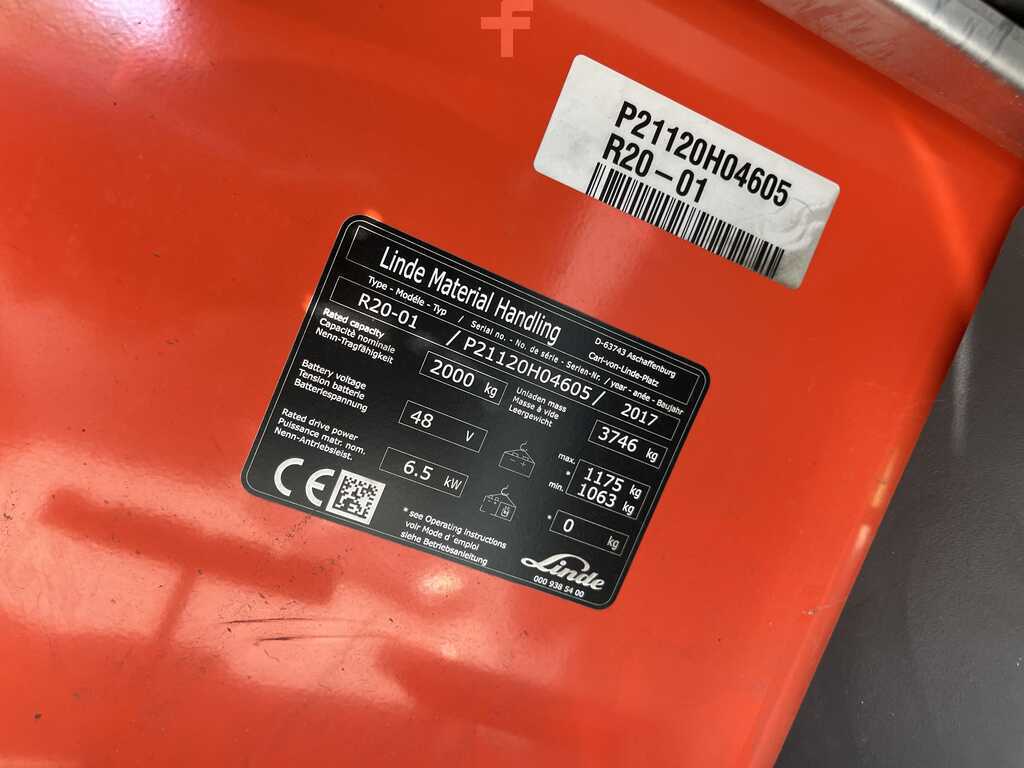 f
P21120H04605
R20-01
Linde Material Handling
D-63743 Aschaffenburg
Carl-von-Linde-Platz
Type - Modéle - Typ / Serial no. - No. de série - Serien-Nr. / year - anée - Baujahr
R20-01 / P21120H04605 / 2017
Rated capacity
Capacité nominale
Nenn-Tragfähigkeit
2000 kg
Unladen mass
Masse à vide
Leergewicht
3746 kg
Battery voltage
Tension batterie
Batteriespannung
48 V
max. 1175 kg
*
min. 1063 kg
Rated drive power
Puissance matr. nom.
Nenn-Antriebsleist.
6.5 kW
* 0 kg
CE
* see Operating Instructions
voir Mode d´emploi
siehe Betriebsanleitung
Linde
000 938 54 00